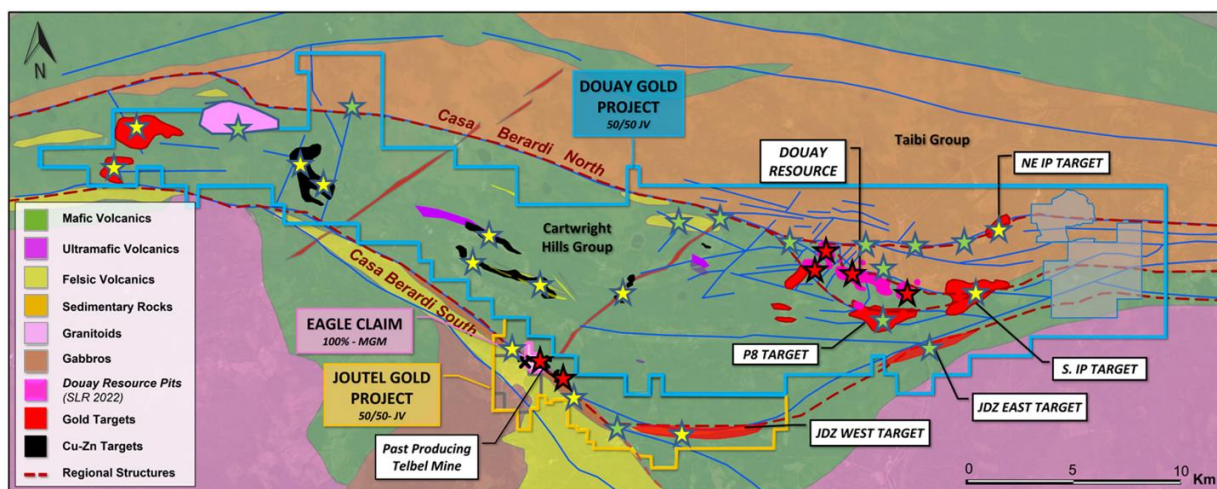 N
DOUAY GOLD
PROJECT
50/50 JV
Casa Berardi North
Taibi Group
DOUAY
RESOURCE
NE IP TARGET
Mafic Volcanics
Ultramafic Volcanics
Felsic Volcanics
Sedimentary Rocks
Granitoids
Gabbros
Douay Resource Pits
(SLR 2022)
Gold Targets
Cu-Zn Targets
Regional Structures
Cartwright
Hills Group
Casa Berardi South
EAGLE CLAIM
100% - MGM
JOUTEL GOLD
PROJECT
50/50- JV
Past Producing
Telbel Mine
P8 TARGET
S. IP TARGET
JDZ EAST TARGET
JDZ WEST TARGET
0 5 10
Km